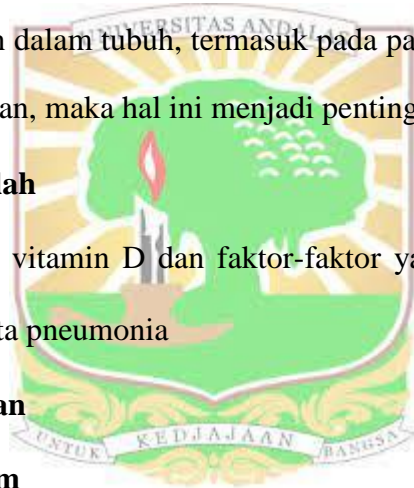 UNIVERSITAS ANDALAS
n dalam tubuh, termasuk pada pa
an, maka hal ini menjadi penting
lah
vitamin D dan faktor-faktor ya
ta pneumonia
an
UNTUK KEDJAJAAN BANGSA
m